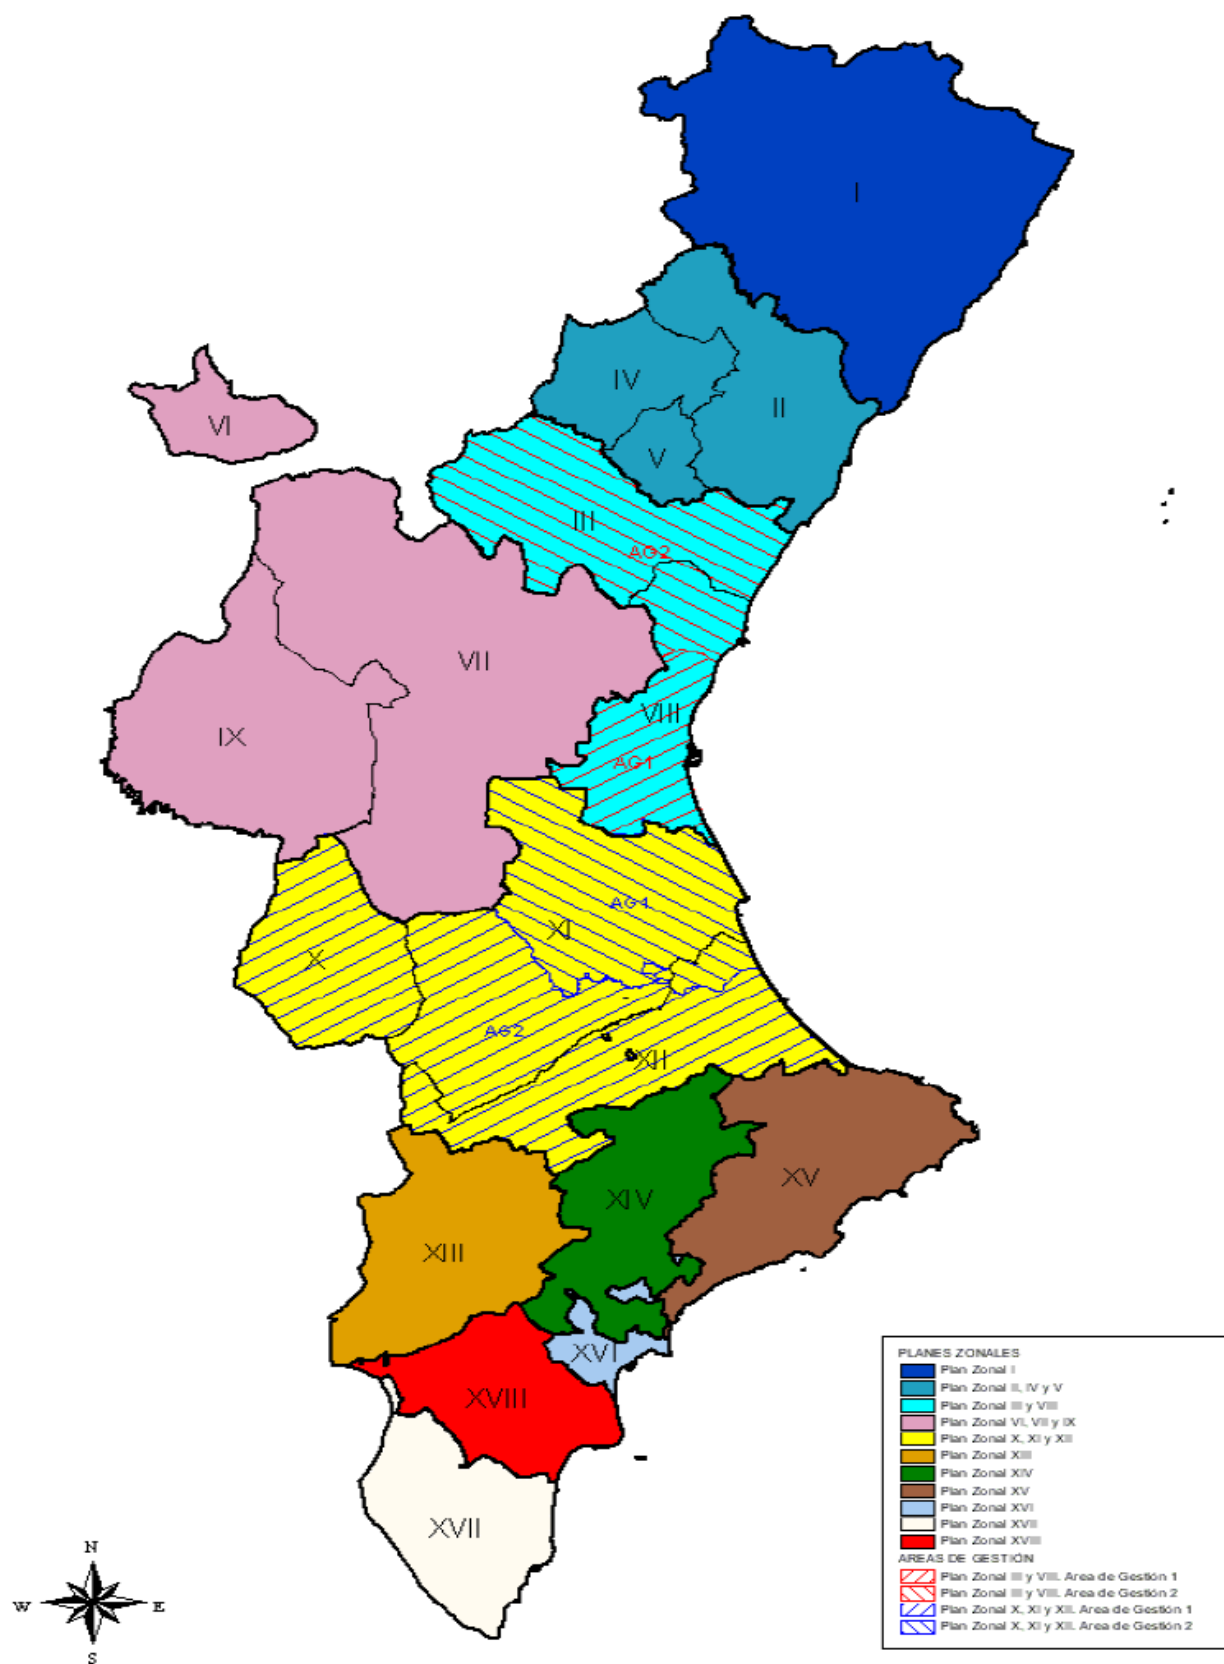 I
IV
II
VI
V
III
AG2
VII
VIII
IX
AG1
AG1
XI
X
AG2
XII
XV
XIV
XIII
XVI
XVIII
XVII
N
W
E
S
PLANES ZONALES
Plan Zonal I
Plan Zonal II, IV y V
Plan Zonal III y VIII
Plan Zonal VI, VII y IX
Plan Zonal X, XI y XII
Plan Zonal XIII
Plan Zonal XIV
Plan Zonal XV
Plan Zonal XVI
Plan Zonal XVII
Plan Zonal XVIII
AREAS DE GESTIÓN
Plan Zonal III y VIII. Area de Gestión 1
Plan Zonal III y VIII. Area de Gestión 2
Plan Zonal X, XI y XII. Area de Gestión 1
Plan Zonal X, XI y XII. Area de Gestión 2